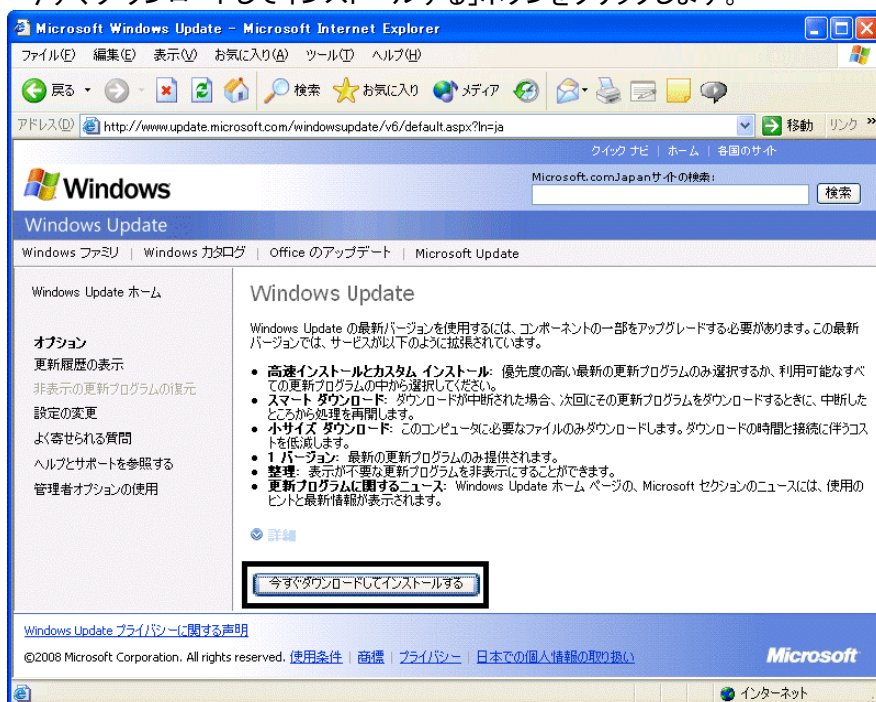 今すぐダウンロードしてインストールする」ボタンをクリックします。
Microsoft Windows Update - Microsoft Internet Explorer
ファイル(F) 編集(E) 表示(V) お気に入り(A) ツール(T) ヘルプ(H)
戻る 検索 お気に入り メディア
アドレス(D) http://www.update.microsoft.com/windowsupdate/v6/default.aspx?ln=ja 移動 リンク »
クイック ナビ | ホーム | 各国のサイト
Windows
Microsoft.comJapanサイトの検索:
検索
Windows Update
Windows ファミリ | Windows カタログ | Office のアップデート | Microsoft Update
Windows Update ホーム
オプション
更新履歴の表示
非表示の更新プログラムの復元
設定の変更
よく寄せられる質問
ヘルプとサポートを参照する
管理者オプションの使用
Windows Update
Windows Update の最新バージョンを使用するには、コンポーネントの一部をアップグレードする必要があります。この最新
バージョンでは、サービスが以下のように拡張されています。
• 高速インストールとカスタム インストール: 優先度の高い最新の更新プログラムのみ選択するか、利用可能なすべ
ての更新プログラムの中から選択してください。
• スマート ダウンロード: ダウンロードが中断された場合、次回にその更新プログラムをダウンロードするときに、中断した
ところから処理を再開します。
• 小サイズ ダウンロード: このコンピュータに必要なファイルのみダウンロードします。ダウンロードの時間と接続に伴うコス
トを低減します。
• 1 バージョン: 最新の更新プログラムのみ提供されます。
• 整理: 表示が不要な更新プログラムを非表示にすることができます。
• 更新プログラムに関するニュース: Windows Update ホーム ページの、Microsoft セクションのニュースには、使用の
ヒントと最新情報が表示されます。
詳細
今すぐダウンロードしてインストールする
Windows Update プライバシーに関する声明
©2008 Microsoft Corporation. All rights reserved. 使用条件 | 商標 | プライバシー | 日本での個人情報の取り扱い
Microsoft
インターネット